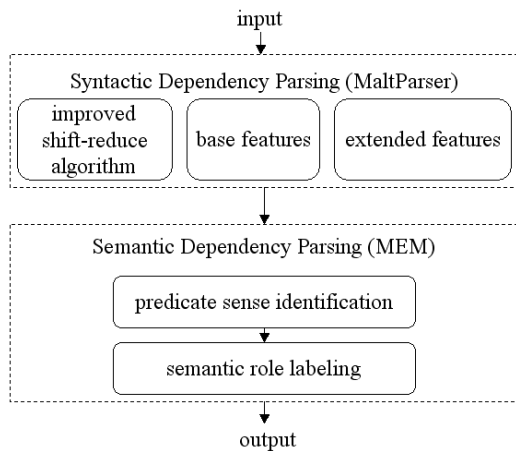 input
Syntactic Dependency Parsing (MaltParser)
improved
shift-reduce
algorithm
base features
extended features
Semantic Dependency Parsing (MEM)
predicate sense identification
semantic role labeling
output